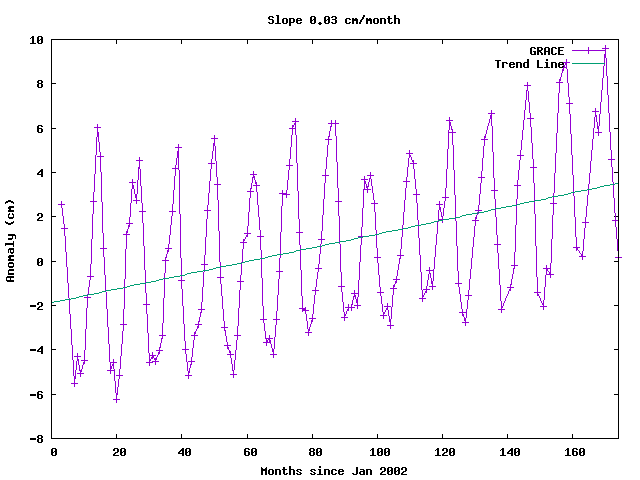 Slope 0.03 cm/month
10
8
6
4
2
0
-2
-4
-6
-8
Anomaly (cm)
GRACE
Trend Line
0 20 40 60 80 100 120 140 160
Months since Jan 2002